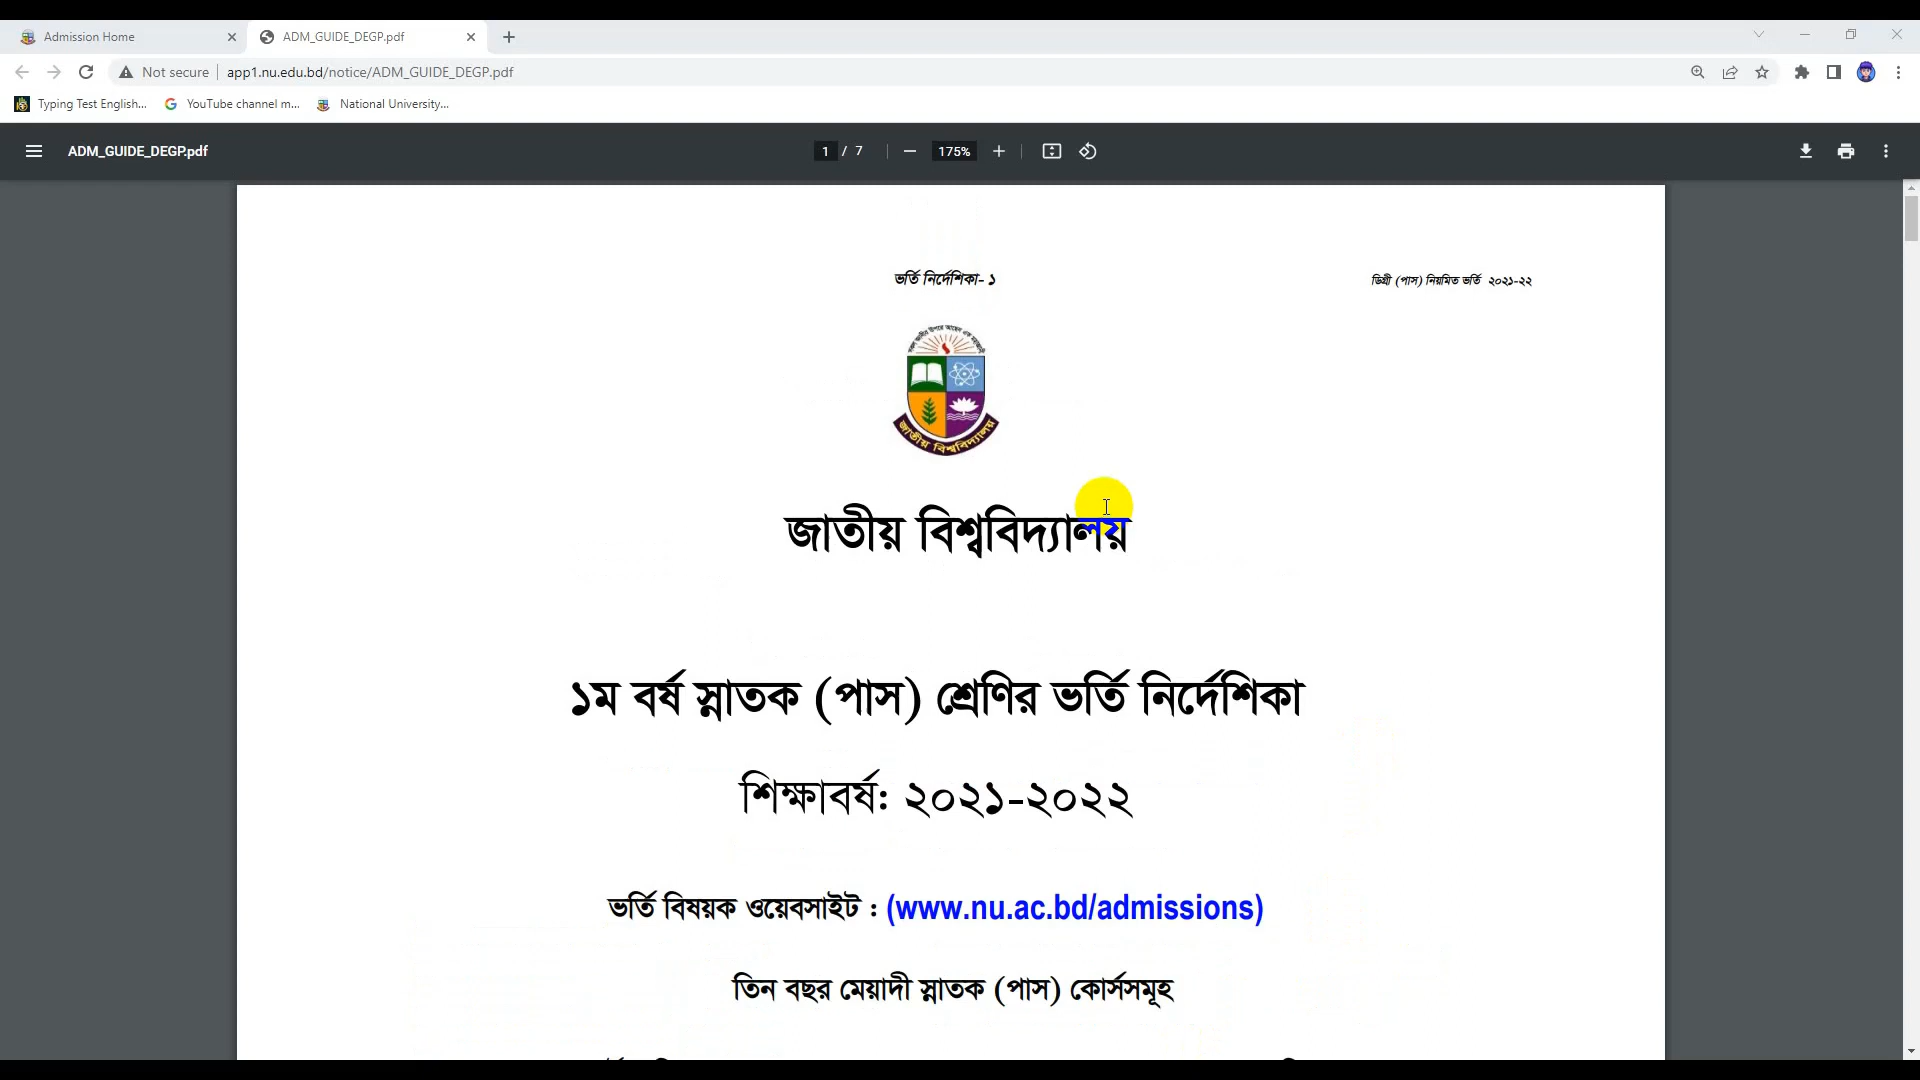 Admission Home
ADM_GUIDE_DEGP.pdf
Not secure
app1.nu.edu.bd/notice/ADM_GUIDE_DEGP.pdf
Typing Test English...
YouTube channel m...
National University...
ADM_GUIDE_DEGP.pdf
1 / 7
175%
ভর্তি নির্দেশিকা- ১
ডিগ্রী (পাস) নিয়মিত ভর্তি ২০২১-২২
জাতীয় বিশ্ববিদ্যালয়
জাতীয় বিশ্ববিদ্যালয়
১ম বর্ষ স্নাতক (পাস) শ্রেণির ভর্তি নির্দেশিকা
শিক্ষাবর্ষ: ২০২১-২০২২
ভর্তি বিষয়ক ওয়েবসাইট : (www.nu.ac.bd/admissions)
তিন বছর মেয়াদী স্নাতক (পাস) কোর্সসমূহ